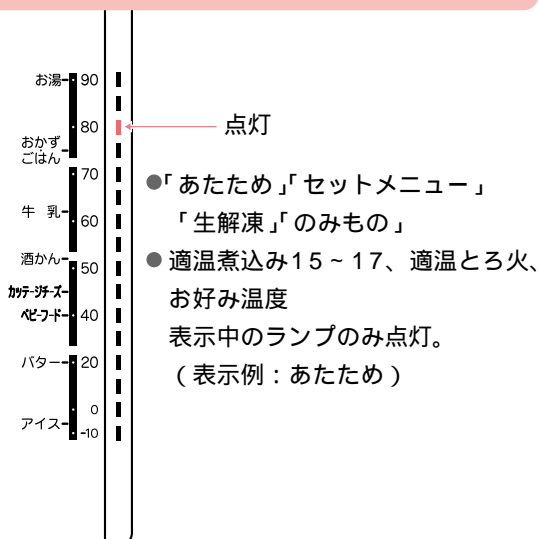 お湯 90
80 点灯
おかず
ごはん
70
●「あたため」「セットメニュー」
「生解凍」「のみもの」
牛 乳
60
酒かん
50
●適温煮込み15~17、適温とろ火、
カッテージチーズ
お好み温度
ベビーフード 40
表示中のランプのみ点灯。
バター 20
(表示例:あたため)
0
アイス
-10